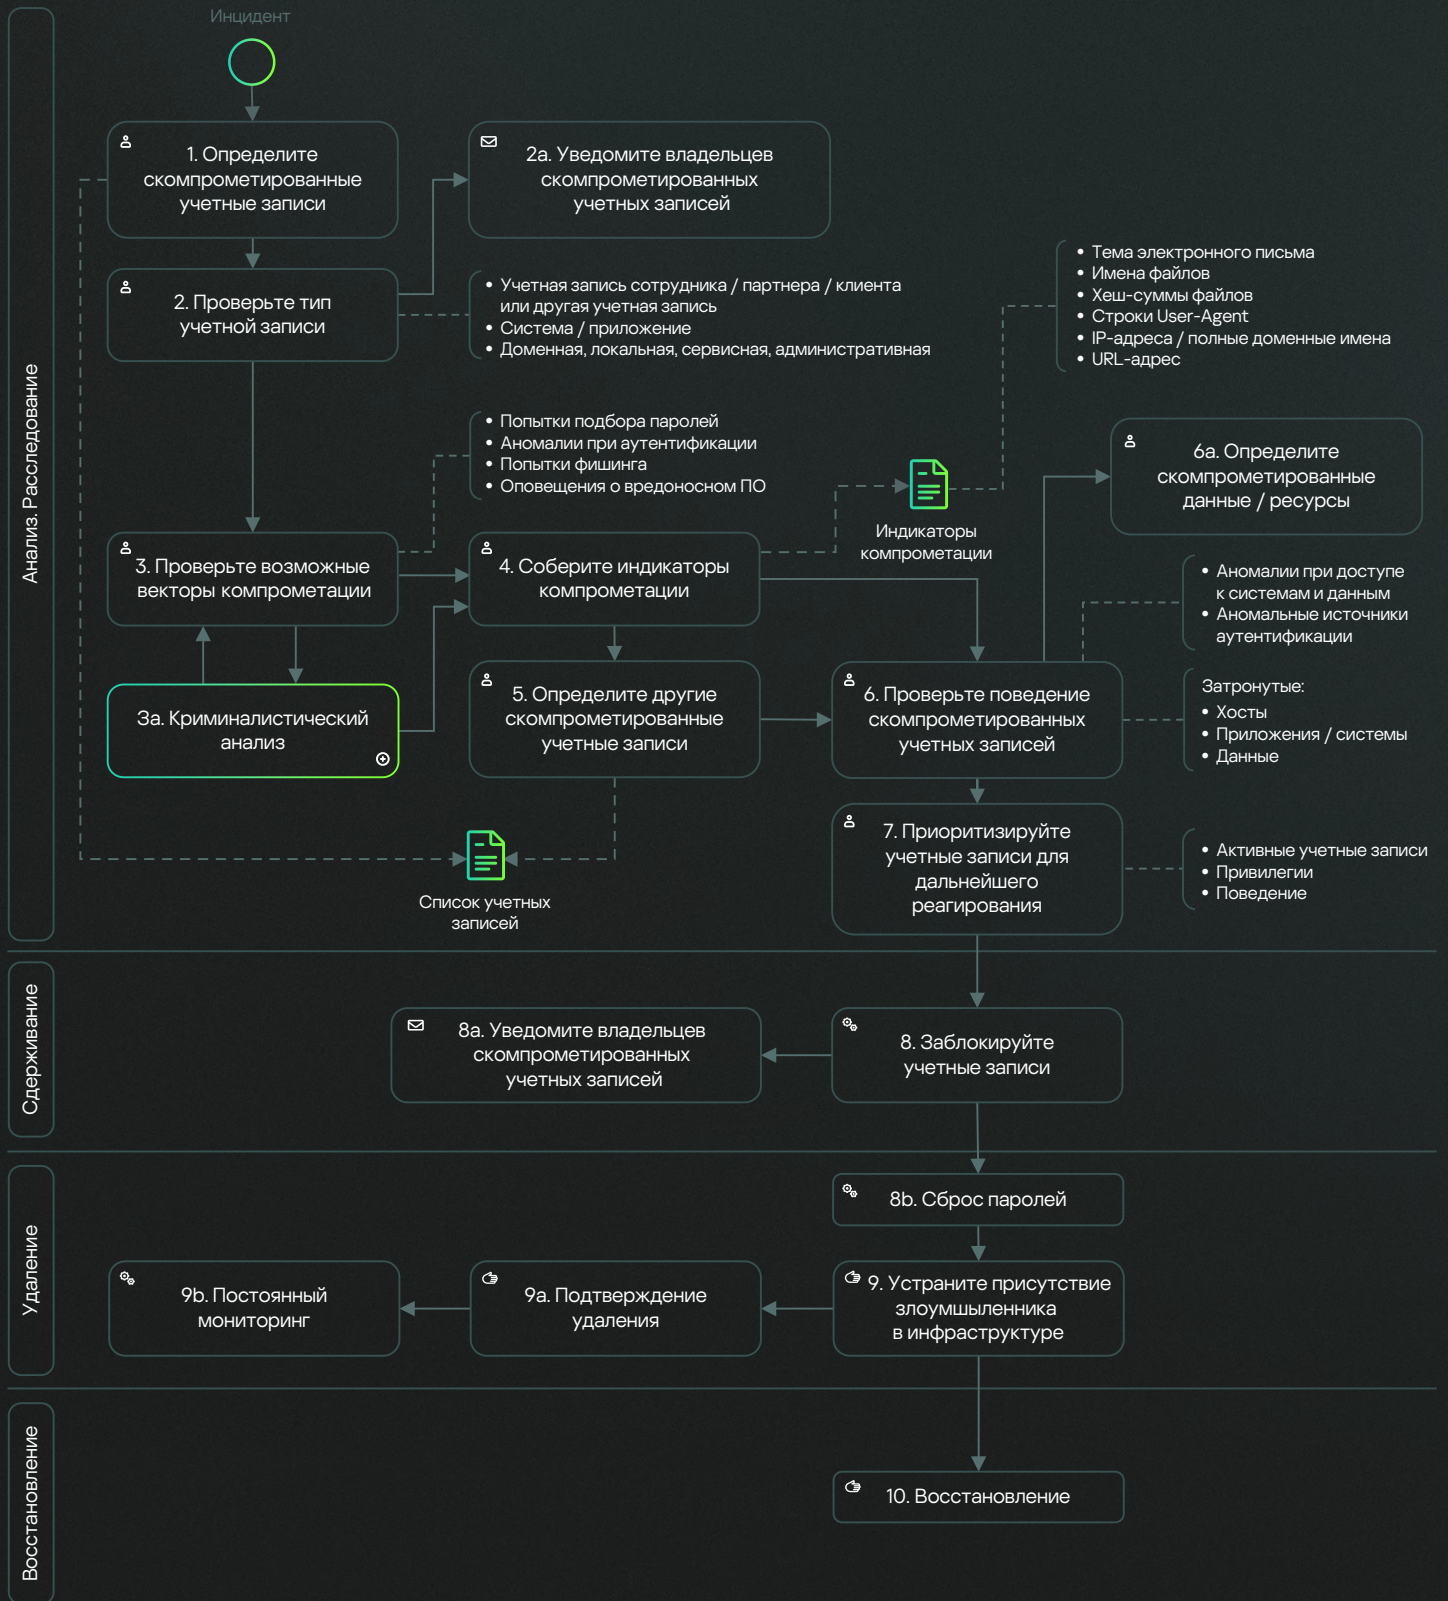 Инцидент
Анализ. Расследование
1. Определите
скомпрометированные
учетные записи
2a. Уведомите владельцев
скомпрометированных
учетных записей
2. Проверьте тип
учетной записи
• Учетная запись сотрудника / партнера / клиента
или другая учетная запись
• Система / приложение
• Доменная, локальная, сервисная, административная
• Тема электронного письма
• Имена файлов
• Хеш-суммы файлов
• Строки User-Agent
• IP-адреса / полные доменные имена
• URL-адрес
• Попытки подбора паролей
• Аномалии при аутентификации
• Попытки фишинга
• Оповещения о вредоносном ПО
Индикаторы
компрометации
6a. Определите
скомпрометированные
данные / ресурсы
3. Проверьте возможные
векторы компрометации
4. Соберите индикаторы
компрометации
• Аномалии при доступе
к системам и данным
• Аномальные источники
аутентификации
3a. Криминалистический
анализ
5. Определите другие
скомпрометированные
учетные записи
6. Проверьте поведение
скомпрометированных
учетных записей
Затронутые:
• Хосты
• Приложения / системы
• Данные
Список учетных
записей
7. Приоритизируйте
учетные записи для
дальнейшего
реагирования
• Активные учетные записи
• Привилегии
• Поведение
Сдерживание
8a. Уведомите владельцев
скомпрометированных
учетных записей
8. Заблокируйте
учетные записи
Удаление
8b. Сброс паролей
9b. Постоянный
мониторинг
9a. Подтверждение
удаления
9. Устраните присутствие
злоумшыленника
в инфраструктуре
Восстановление
10. Восстановление